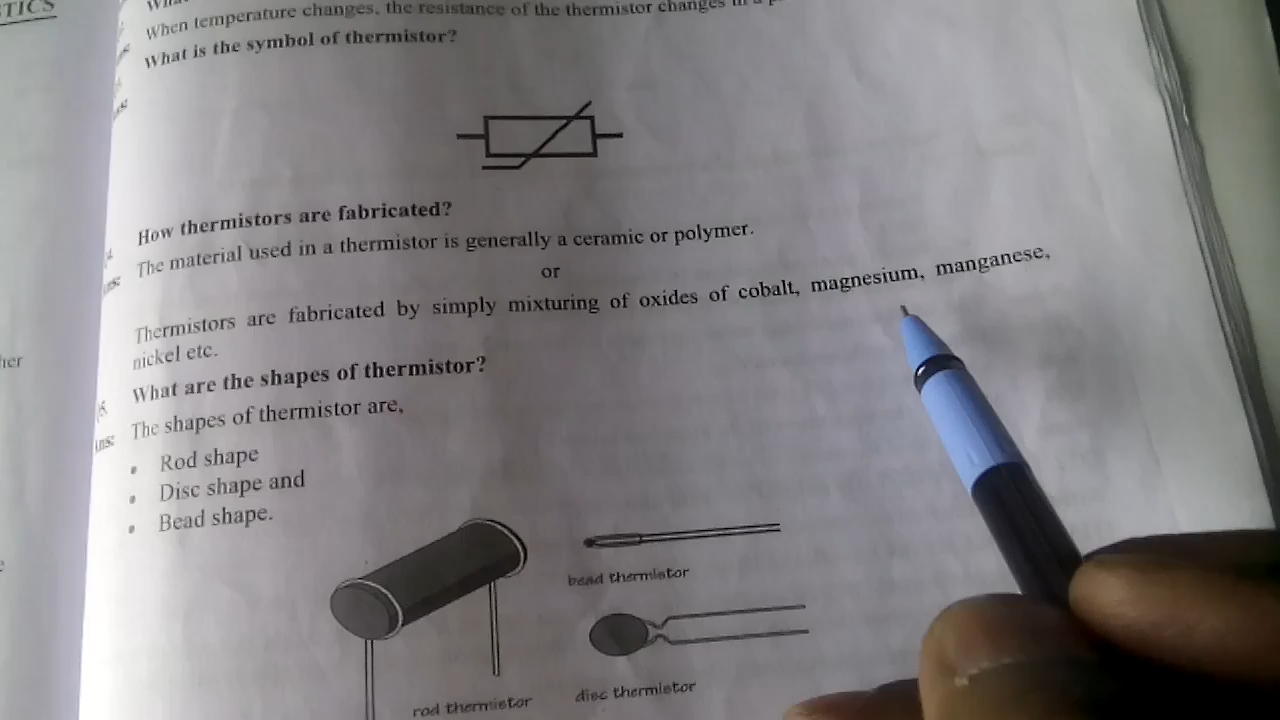 TICS
When temperature changes, the resistance of the thermistor changes
What is the symbol of thermistor?
How thermistors are fabricated?
The material used in a thermistor is generally a ceramic or polymer.
or
Thermistors are fabricated by simply mixturing of oxides of cobalt, magnesium, manganese,
nickel etc.
What are the shapes of thermistor?
The shapes of thermistor are,
• Rod shape
• Disc shape and
• Bead shape.
bead thermistor
disc thermistor
rod thermistor